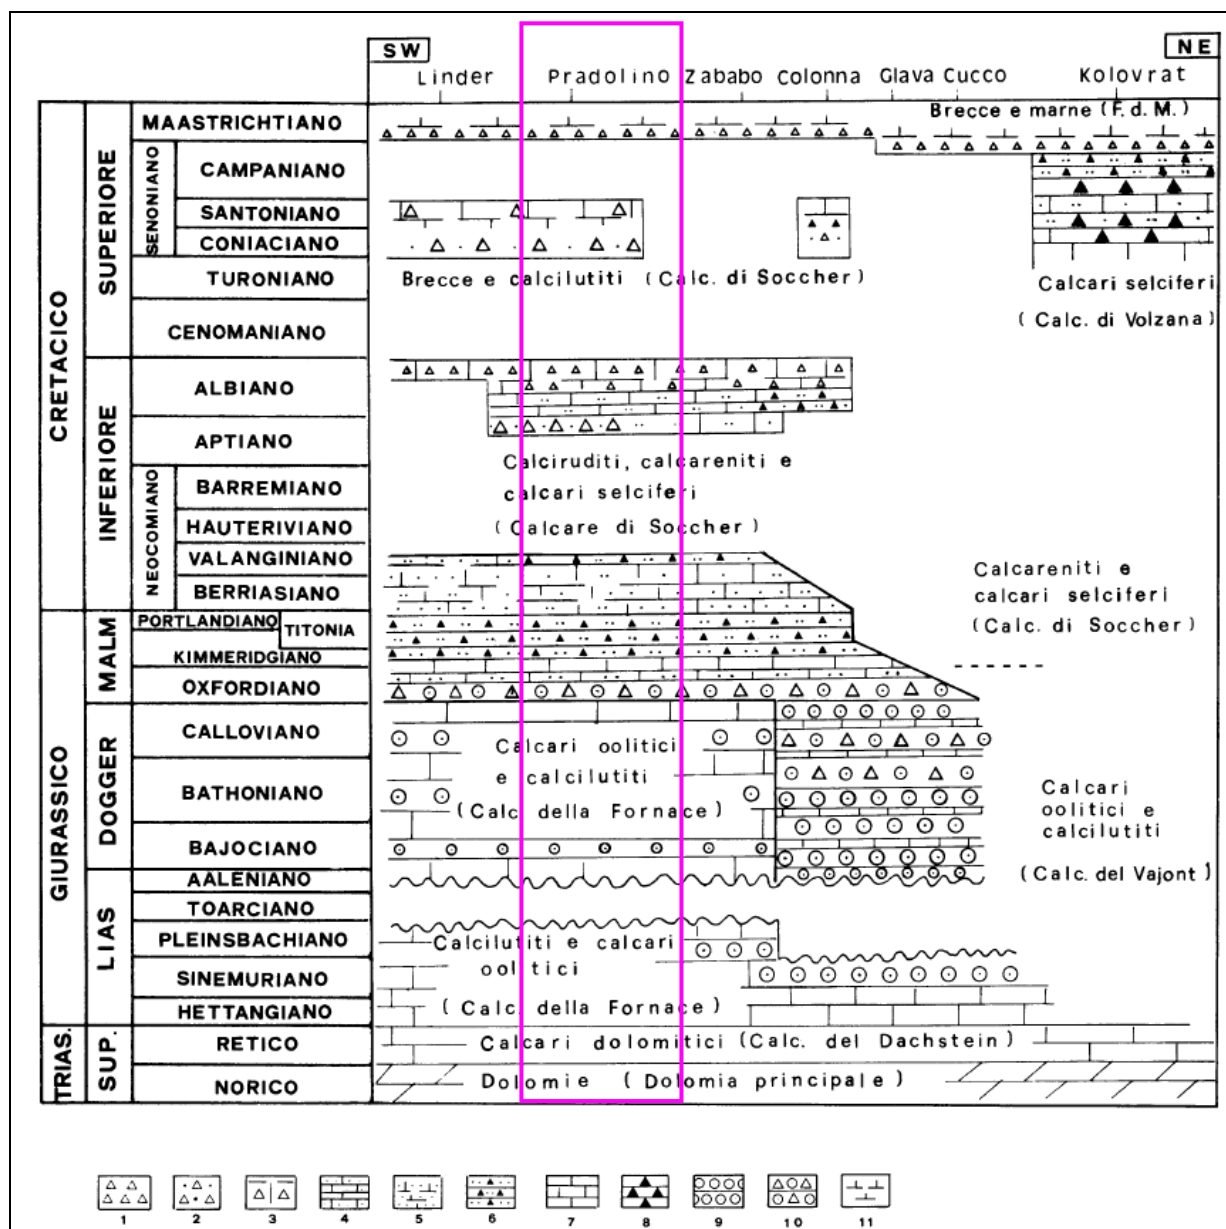 SW
NE
Linder Pradolino Zababo Colonna Glava Cucco Kolovrat
Brecce e marne (F. d. M.)
CRETACICO
SUPERIORE
MAASTRICHTIANO
SENONIANO
CAMPANIANO
SANTONIANO
CONIACIANO
TURONIANO
CENOMANIANO
Brecce e calcilutiti (Calc. di Soccher)
Calcari selciferi
(Calc. di Volzana)
INFERIORE
ALBIANO
APTIANO
NEOCOMIANO
BARREMIANO
HAUTERIVIANO
VALANGINIANO
BERRIASIANO
Calciruditi, calcareniti e
calcari selciferi
(Calcare di Soccher)
Calcareniti e
calcari selciferi
(Calc. di Soccher)
GIURASSICO
MALM
PORTLANDIANO
TITONIA
KIMMERIDGIANO
OXFORDIANO
DOGGER
CALLOVIANO
BATHONIANO
BAJOCIANO
Calcari oolitici
e calcilutiti
(Calc. della Fornace)
Calcari
oolitici e
calcilutiti
(Calc. del Vajont)
LIAS
AALENIANO
TOARCIANO
PLEINSBACHIANO
SINEMURIANO
HETTANGIANO
Calcilutiti e calcari
oolitici
(Calc. della Fornace)
TRIAS.
SUP.
RETICO
NORICO
Calcari dolomitici (Calc. del Dachstein)
Dolomie (Dolomia principale)
1 2 3 4 5 6 7 8 9 10 11